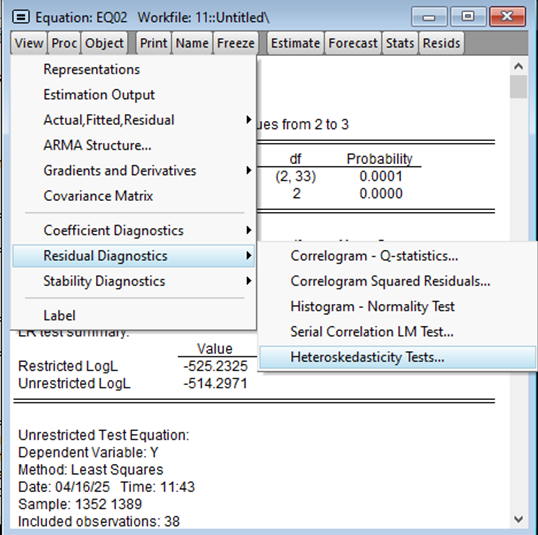 Equation: EQ02 Workfile: 11::Untitled\
View Proc Object Print Name Freeze Estimate Forecast Stats Resids
Representations
Estimation Output
Actual,Fitted,Residual
ARMA Structure...
Gradients and Derivatives
Covariance Matrix
Coefficient Diagnostics
Residual Diagnostics
Stability Diagnostics
Label
Correlogram - Q-statistics...
Correlogram Squared Residuals...
Histogram - Normality Test
Serial Correlation LM Test...
Heteroskedasticity Tests...
ues from 2 to 3
df Probability
(2, 33) 0.0001
2 0.0000
LR test summary:
Value
Restricted LogL -525.2325
Unrestricted LogL -514.2971
Unrestricted Test Equation:
Dependent Variable: Y
Method: Least Squares
Date: 04/16/25 Time: 11:43
Sample: 1352 1389
Included observations: 38